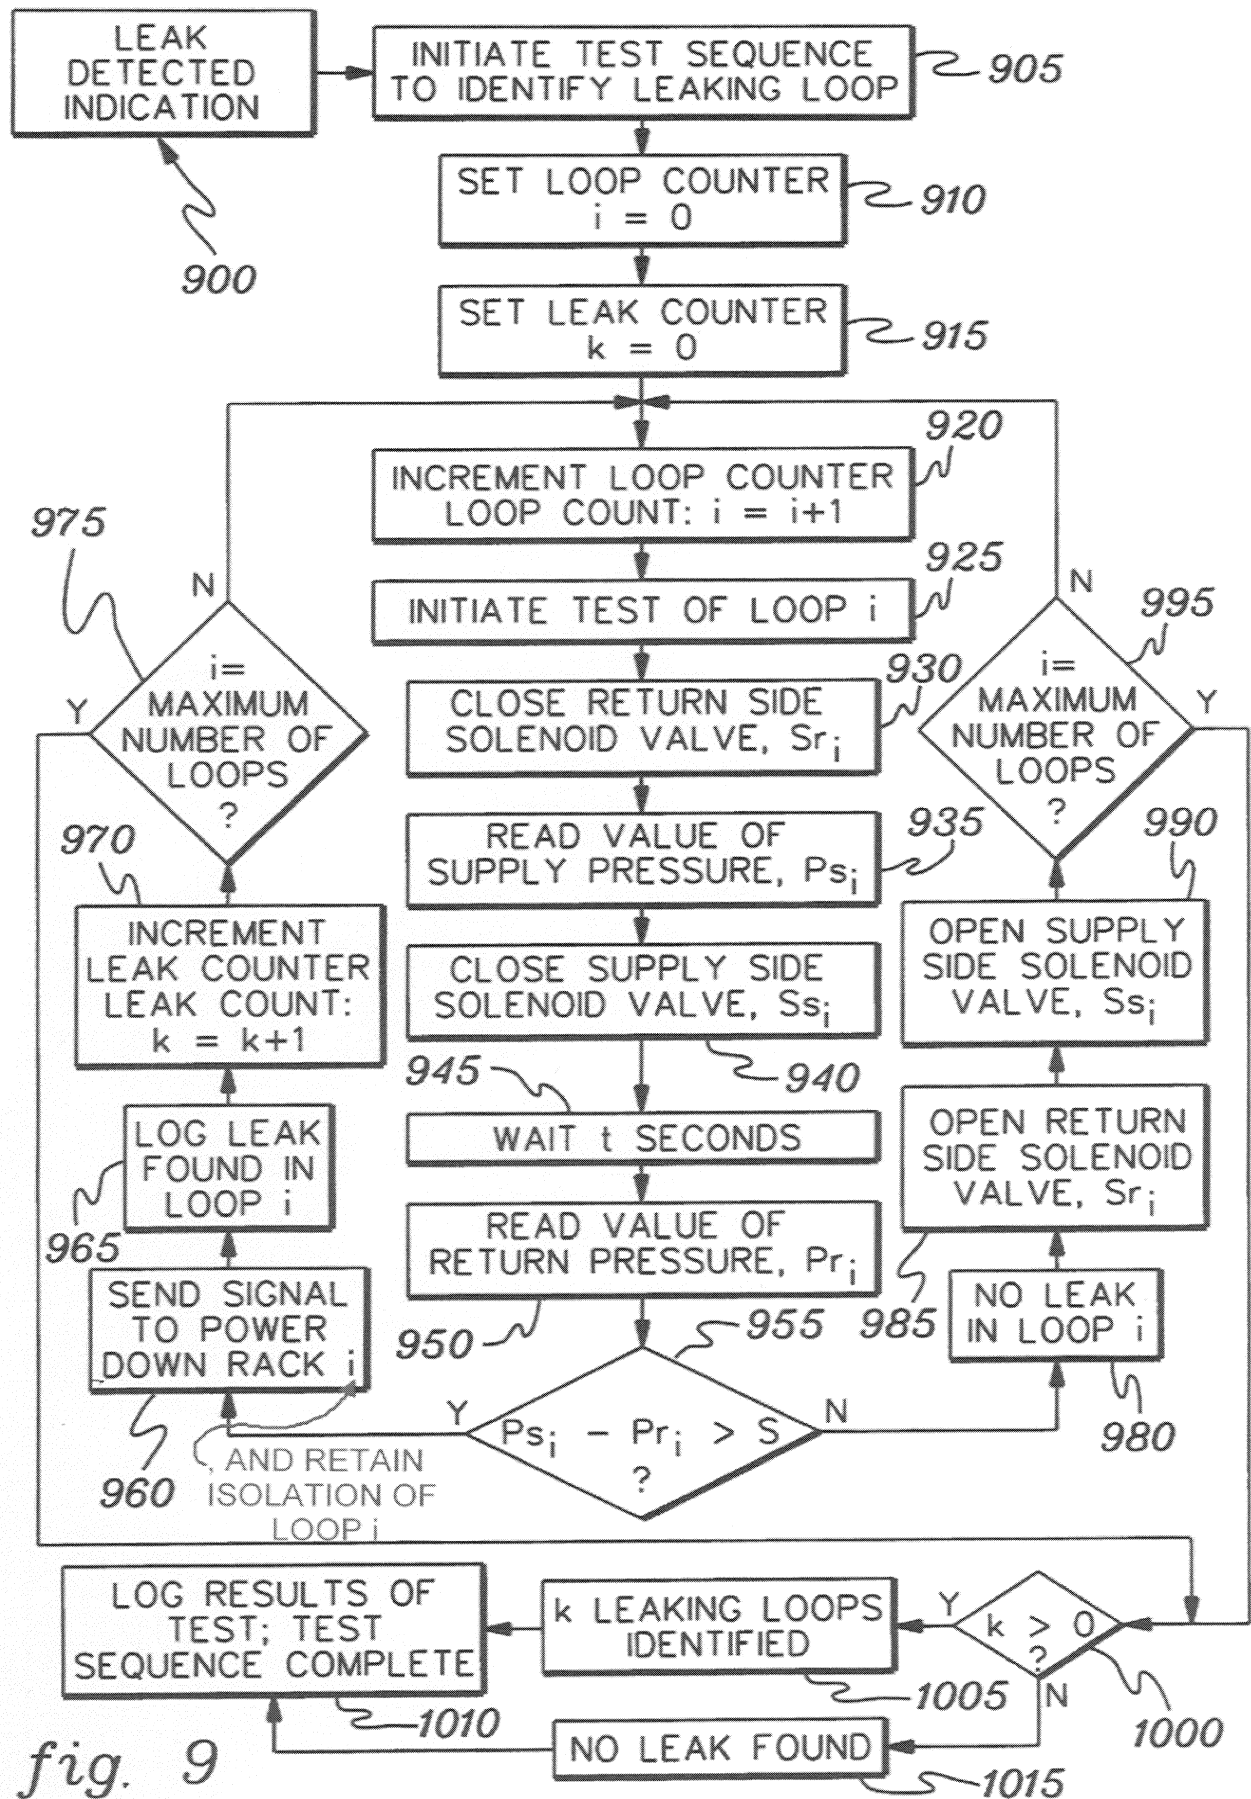 LEAK
DETECTED
INDICATION
900
INITIATE TEST SEQUENCE
TO IDENTIFY LEAKING LOOP
905
SET LOOP COUNTER
i = 0
910
SET LEAK COUNTER
k = 0
915
INCREMENT LOOP COUNTER
LOOP COUNT: i = i+1
920
INITIATE TEST OF LOOP i
925
CLOSE RETURN SIDE
SOLENOID VALVE, Sri
930
READ VALUE OF
SUPPLY PRESSURE, Psi
935
CLOSE SUPPLY SIDE
SOLENOID VALVE, Ssi
940
945
WAIT t SECONDS
READ VALUE OF
RETURN PRESSURE, Pri
950
955
Psi - Pri > S
?
Y
N
SEND SIGNAL
TO POWER
DOWN RACK i
960
, AND RETAIN
ISOLATION OF
LOOP i
LOG LEAK
FOUND IN
LOOP i
965
970
INCREMENT
LEAK COUNTER
LEAK COUNT:
k = k+1
975
N
Y
i=
MAXIMUM
NUMBER OF
LOOPS
?
NO LEAK
IN LOOP i
980
OPEN RETURN
SIDE SOLENOID
VALVE, Sri
985
990
OPEN SUPPLY
SIDE SOLENOID
VALVE, Ssi
995
N
Y
i=
MAXIMUM
NUMBER OF
LOOPS
?
k > 0
?
Y
N
1000
k LEAKING LOOPS
IDENTIFIED
1005
LOG RESULTS OF
TEST; TEST
SEQUENCE COMPLETE
1010
NO LEAK FOUND
1015
fig. 9